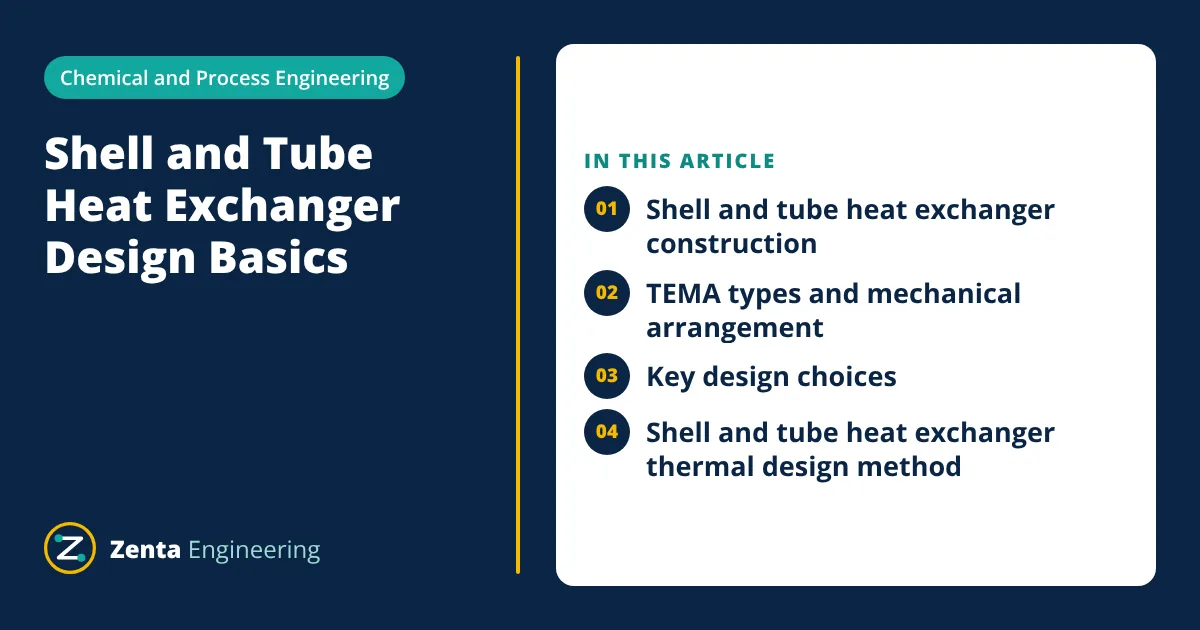 Chemical and Process Engineering
Shell and Tube
Heat Exchanger
Design Basics
Zenta Engineering
IN THIS ARTICLE
01 Shell and tube heat exchanger
construction
02 TEMA types and mechanical
arrangement
03 Key design choices
04 Shell and tube heat exchanger
thermal design method